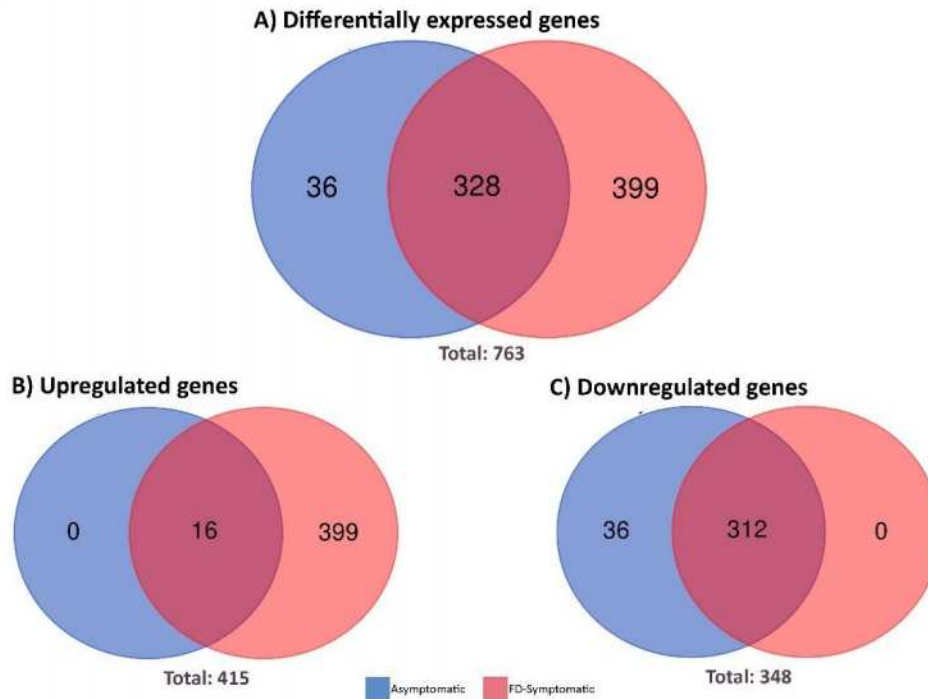 A) Differentially expressed genes
36 328 399
Total: 763
B) Upregulated genes
0 16 399
Total: 415
C) Downregulated genes
36 312 0
Total: 348
Asymptomatic FD-Symptomatic